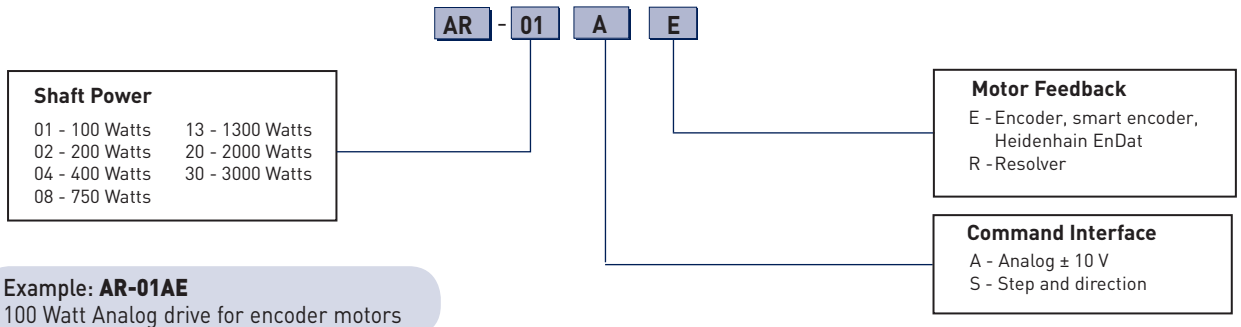 AR - 01 A E
Shaft Power
01 - 100 Watts 13 - 1300 Watts
02 - 200 Watts 20 - 2000 Watts
04 - 400 Watts 30 - 3000 Watts
08 - 750 Watts
Motor Feedback
E - Encoder, smart encoder,
Heidenhain EnDat
R - Resolver
Command Interface
A - Analog ± 10 V
S - Step and direction
Example: AR-01AE
100 Watt Analog drive for encoder motors